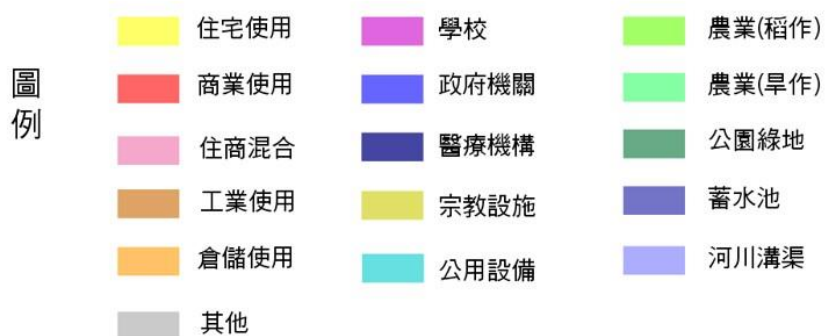 圖例
住宅使用
商業使用
住商混合
工業使用
倉儲使用
其他
學校
政府機關
醫療機構
宗教設施
公用設備
農業(稻作)
農業(旱作)
公園綠地
蓄水池
河川溝渠